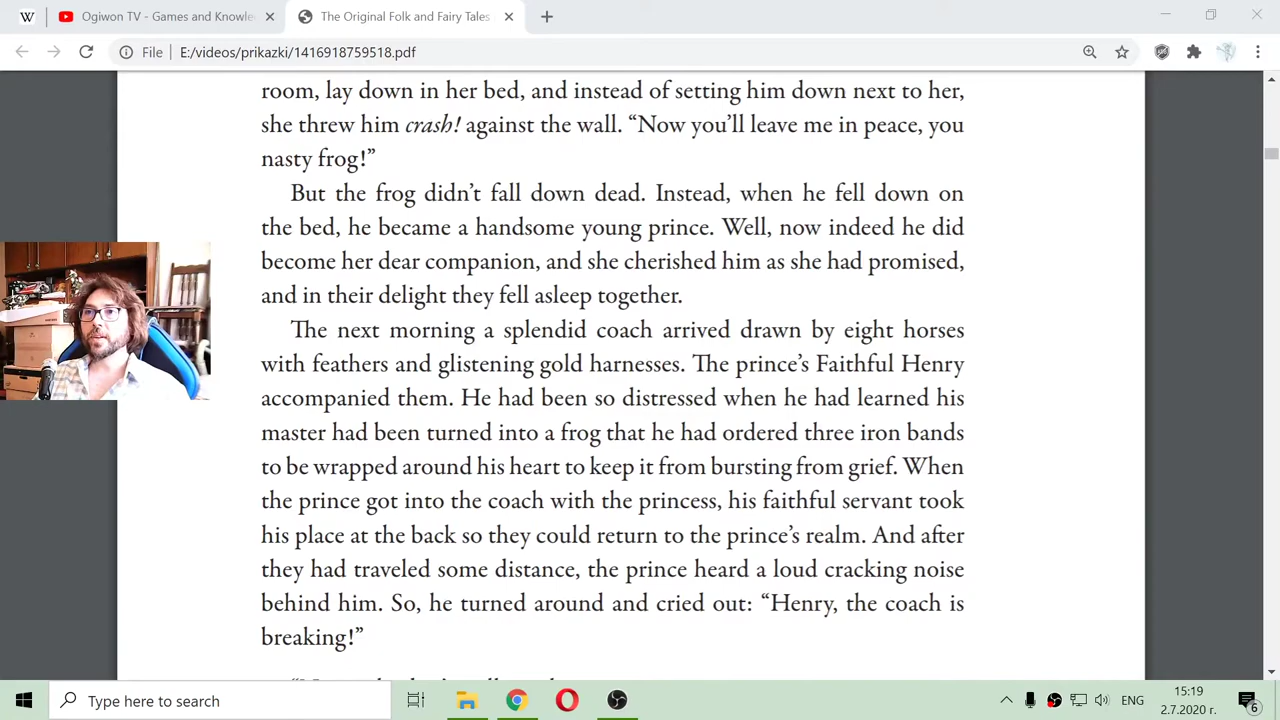 Ogiwon TV - Games and Knowle
The Original Folk and Fairy Tales
File
E:/videos/prikazki/1416918759518.pdf
room, lay down in her bed, and instead of setting him down next to her,
she threw him crash! against the wall. “Now you’ll leave me in peace, you
nasty frog!”
But the frog didn’t fall down dead. Instead, when he fell down on
the bed, he became a handsome young prince. Well, now indeed he did
become her dear companion, and she cherished him as she had promised,
and in their delight they fell asleep together.
The next morning a splendid coach arrived drawn by eight horses
with feathers and glistening gold harnesses. The prince’s Faithful Henry
accompanied them. He had been so distressed when he had learned his
master had been turned into a frog that he had ordered three iron bands
to be wrapped around his heart to keep it from bursting from grief. When
the prince got into the coach with the princess, his faithful servant took
his place at the back so they could return to the prince’s realm. And after
they had traveled some distance, the prince heard a loud cracking noise
behind him. So, he turned around and cried out: “Henry, the coach is
breaking!”
Type here to search
ЕНГ
15:19
2.7.2020 г.
6